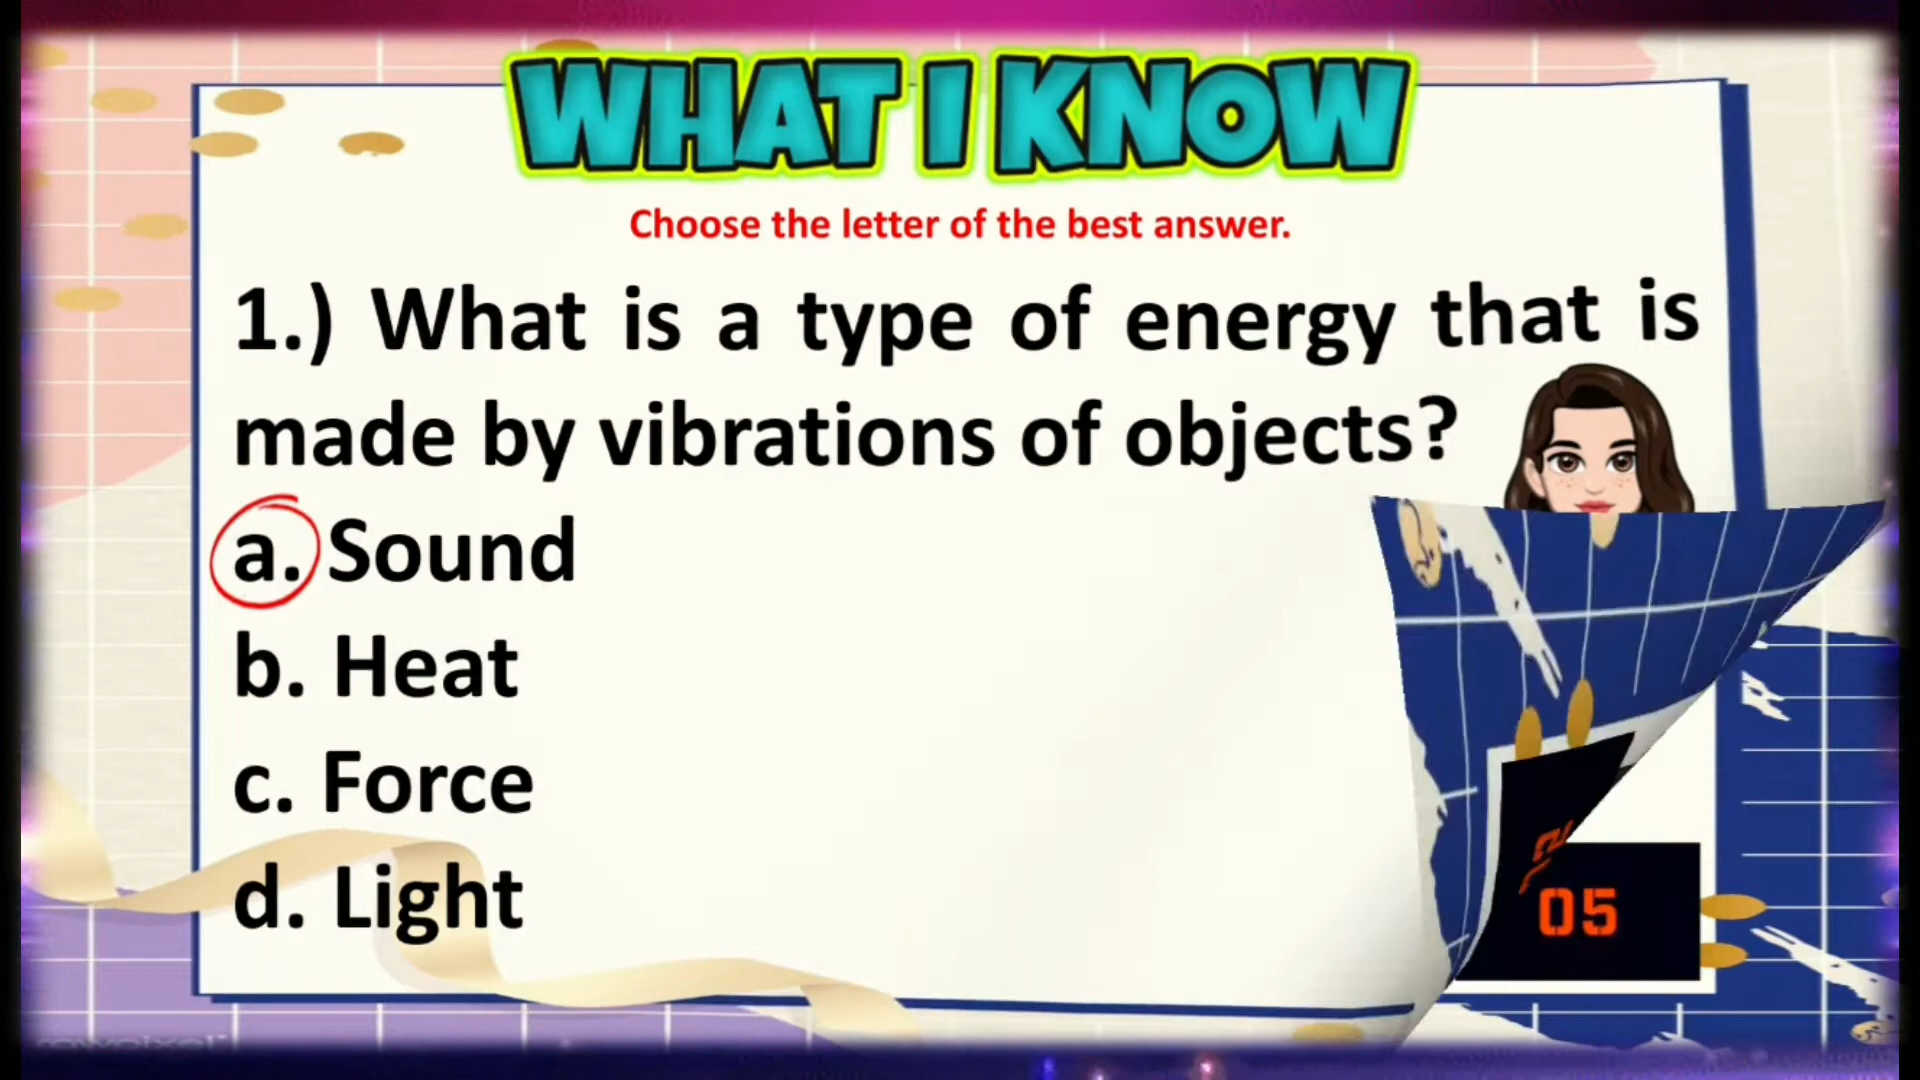 WHAT I KNOW
Choose the letter of the best answer.
1.) What is a type of energy that is
made by vibrations of objects?
a. Sound
b. Heat
c. Force
d. Light
05